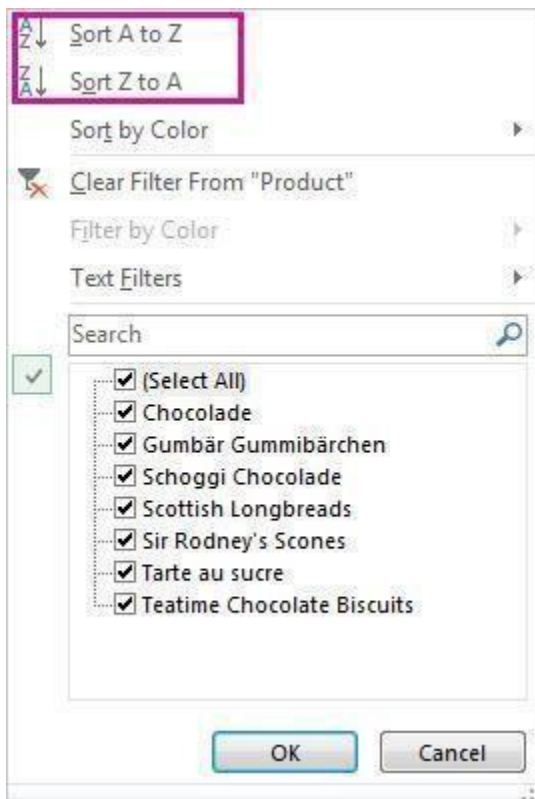 Sort A to Z
Sort Z to A
Sort by Color
Clear Filter From "Product"
Filter by Color
Text Filters
Search
(Select All)
Chocolade
Gumbär Gummibärchen
Schoggi Chocolade
Scottish Longbreads
Sir Rodney's Scones
Tarte au sucre
Teatime Chocolate Biscuits
OK Cancel